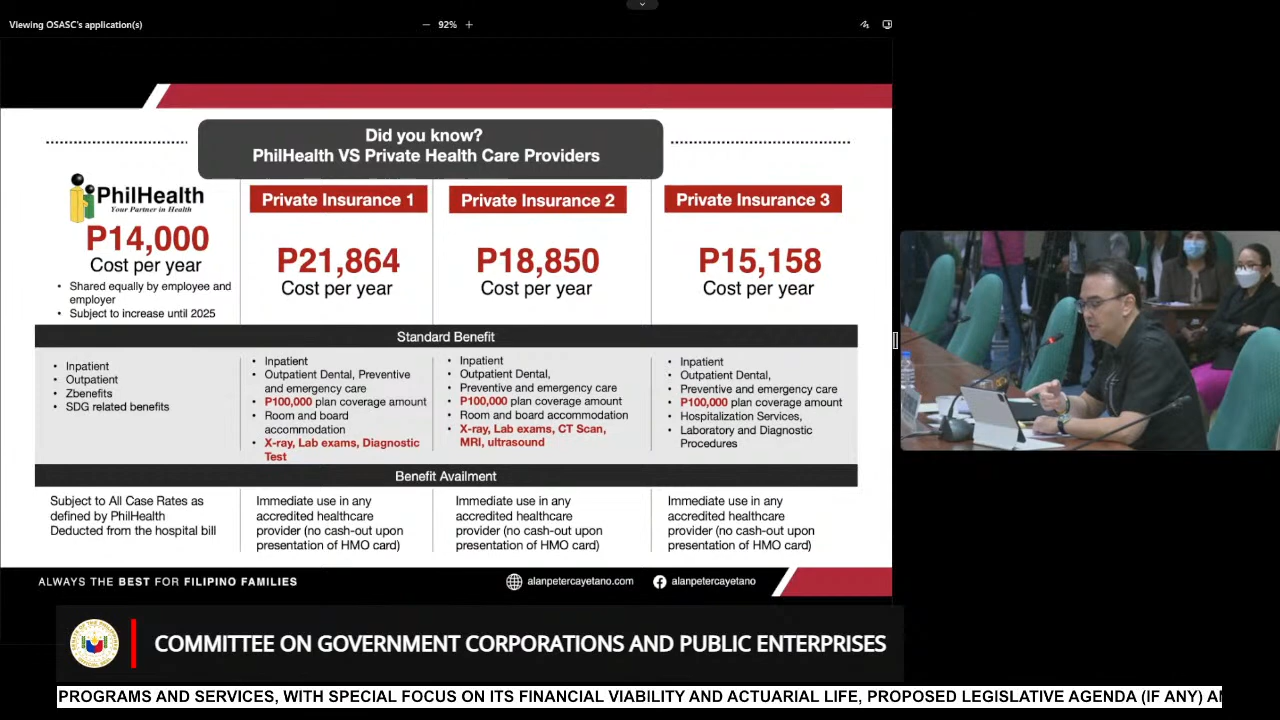 Viewing OSASC's application(s)
92%
Did you know?
PhilHealth VS Private Health Care Providers
PhilHealth
Your Partner in Health
P14,000
Cost per year
• Shared equally by employee and
employer
• Subject to increase until 2025
Private Insurance 1
P21,864
Cost per year
Private Insurance 2
P18,850
Cost per year
Private Insurance 3
P15,158
Cost per year
Standard Benefit
• Inpatient
• Outpatient
• Zbenefits
• SDG related benefits
• Inpatient
• Outpatient Dental, Preventive
and emergency care
• P100,000 plan coverage amount
• Room and board
accommodation
• X-ray, Lab exams, Diagnostic
Test
• Inpatient
• Outpatient Dental,
• Preventive and emergency care
• P100,000 plan coverage amount
• Room and board accommodation
• X-ray, Lab exams, CT Scan,
MRI, ultrasound
• Inpatient
• Outpatient Dental,
• Preventive and emergency care
• P100,000 plan coverage amount
• Hospitalization Services,
• Laboratory and Diagnostic
Procedures
Benefit Availment
Subject to All Case Rates as
defined by PhilHealth
Deducted from the hospital bill
Immediate use in any
accredited healthcare
provider (no cash-out upon
presentation of HMO card)
Immediate use in any
accredited healthcare
provider (no cash-out upon
presentation of HMO card)
Immediate use in any
accredited healthcare
provider (no cash-out upon
presentation of HMO card)
ALWAYS THE BEST FOR FILIPINO FAMILIES
alanpetercayetano.com
alanpetercayetano
COMMITTEE ON GOVERNMENT CORPORATIONS AND PUBLIC ENTERPRISES
PROGRAMS AND SERVICES, WITH SPECIAL FOCUS ON ITS FINANCIAL VIABILITY AND ACTUARIAL LIFE, PROPOSED LEGISLATIVE AGENDA (IF ANY)